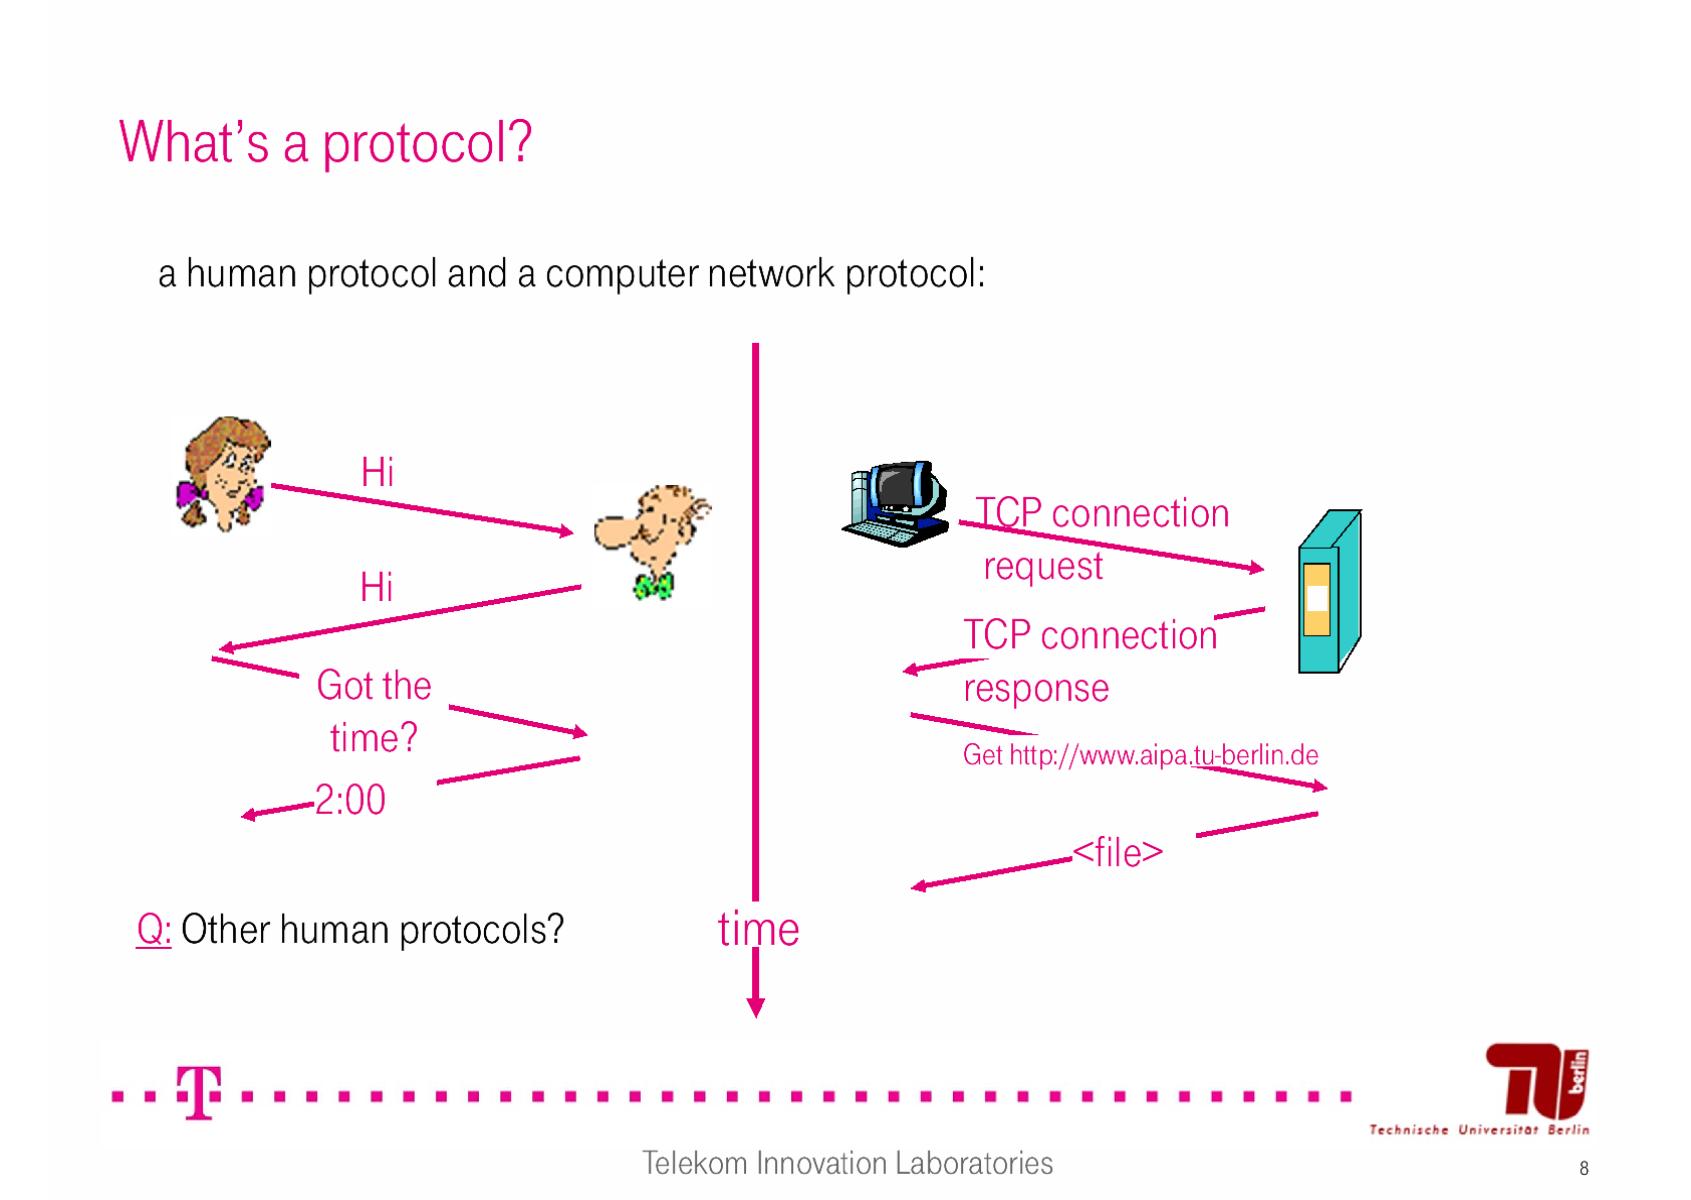 What's a protocol?
a human protocol and a computer network protocol:
Hi
Hi
Got the
time?
2:00
TCP connection
request
TCP connection
response
Get http://www.aipa.tu-berlin.de
<file>
Q: Other human protocols?
time
T
TU
berlin
Technische Universität Berlin
Telekom Innovation Laboratories
8